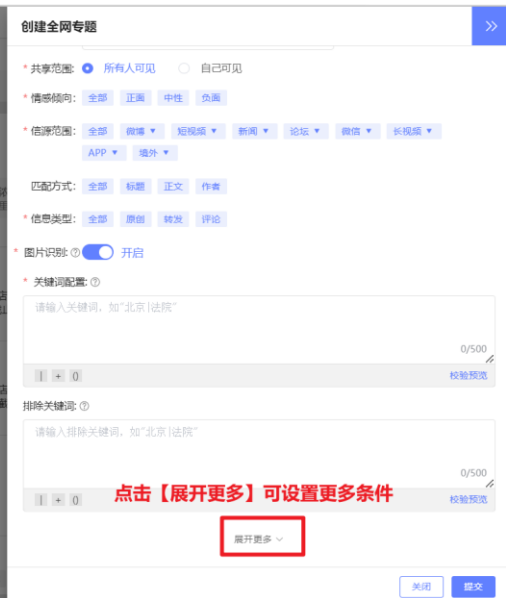 创建全网专题
* 共享范围: 所有人可见 自己可见
* 情感倾向: 全部 正面 中性 负面
* 信源范围: 全部 微博 短视频 新闻 论坛 微信 长视频
APP 境外
匹配方式: 全部 标题 正文 作者
* 信息类型: 全部 原创 转发 评论
* 图片识别: 开启
* 关键词配置:
请输入关键词，如"北京|法院"
0/500
| + () 校验预览
排除关键词:
请输入排除关键词，如"北京|法院"
0/500
| + () 校验预览
点击【展开更多】可设置更多条件
展开更多
关闭 提交